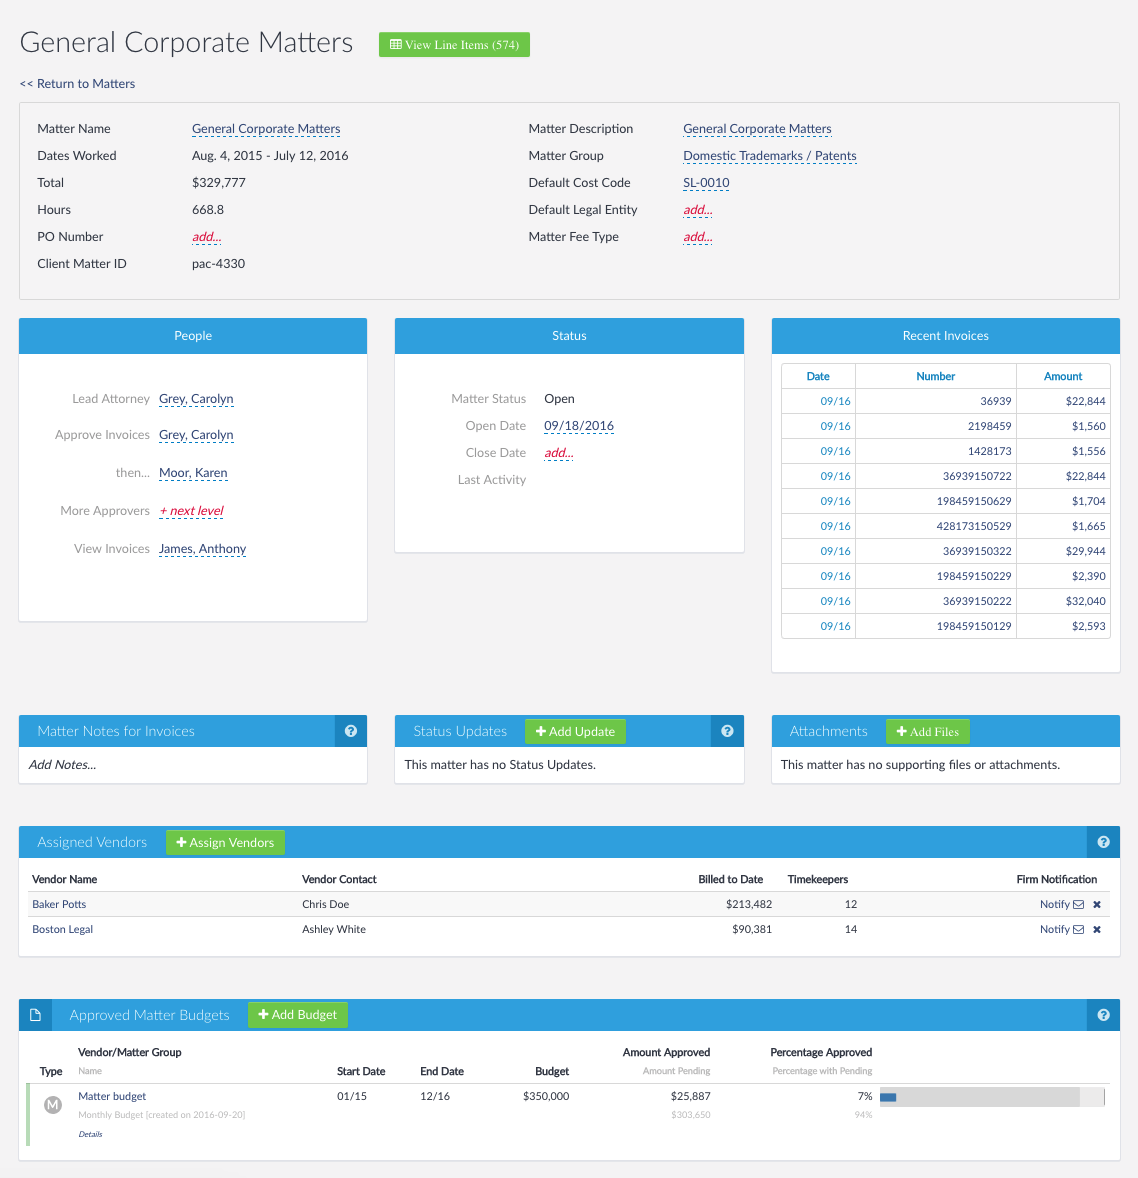 General Corporate Matters
View Line Items (574)
<< Return to Matters
Matter Name General Corporate Matters Matter Description General Corporate Matters
Dates Worked Aug. 4, 2015 - July 12, 2016 Matter Group Domestic Trademarks / Patents
Total $329,777 Default Cost Code SL-0010
Hours 668.8 Default Legal Entity add...
PO Number add... Matter Fee Type add...
Client Matter ID pac-4330
People
Lead Attorney Grey, Carolyn
Approve Invoices Grey, Carolyn
then... Moor, Karen
More Approvers + next level
View Invoices James, Anthony
Status
Matter Status Open
Open Date 09/18/2016
Close Date add...
Last Activity
Recent Invoices
Date Number Amount
09/16 36939 $22,844
09/16 2198459 $1,560
09/16 1428173 $1,556
09/16 36939150722 $22,844
09/16 198459150629 $1,704
09/16 428173150529 $1,665
09/16 36939150322 $29,944
09/16 198459150229 $2,390
09/16 36939150222 $32,040
09/16 198459150129 $2,593
Matter Notes for Invoices ?
Add Notes...
Status Updates + Add Update ?
This matter has no Status Updates.
Attachments + Add Files
This matter has no supporting files or attachments.
Assigned Vendors + Assign Vendors ?
Vendor Name Vendor Contact Billed to Date Timekeepers Firm Notification
Baker Potts Chris Doe $213,482 12 Notify
Boston Legal Ashley White $90,381 14 Notify
Approved Matter Budgets + Add Budget ?
Vendor/Matter Group Amount Approved Percentage Approved
Type Name Start Date End Date Budget Amount Pending Percentage with Pending
M Matter budget 01/15 12/16 $350,000 $25,887 7%
Monthly Budget [created on 2016-09-20] $303,650 94%
Details